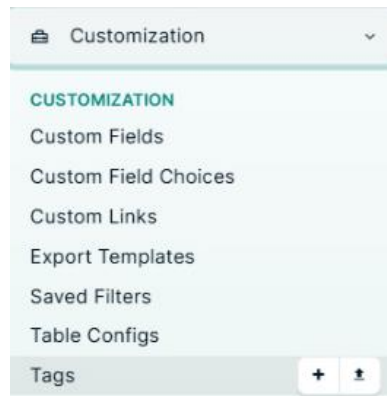 Customization
CUSTOMIZATION
Custom Fields
Custom Field Choices
Custom Links
Export Templates
Saved Filters
Table Configs
Tags